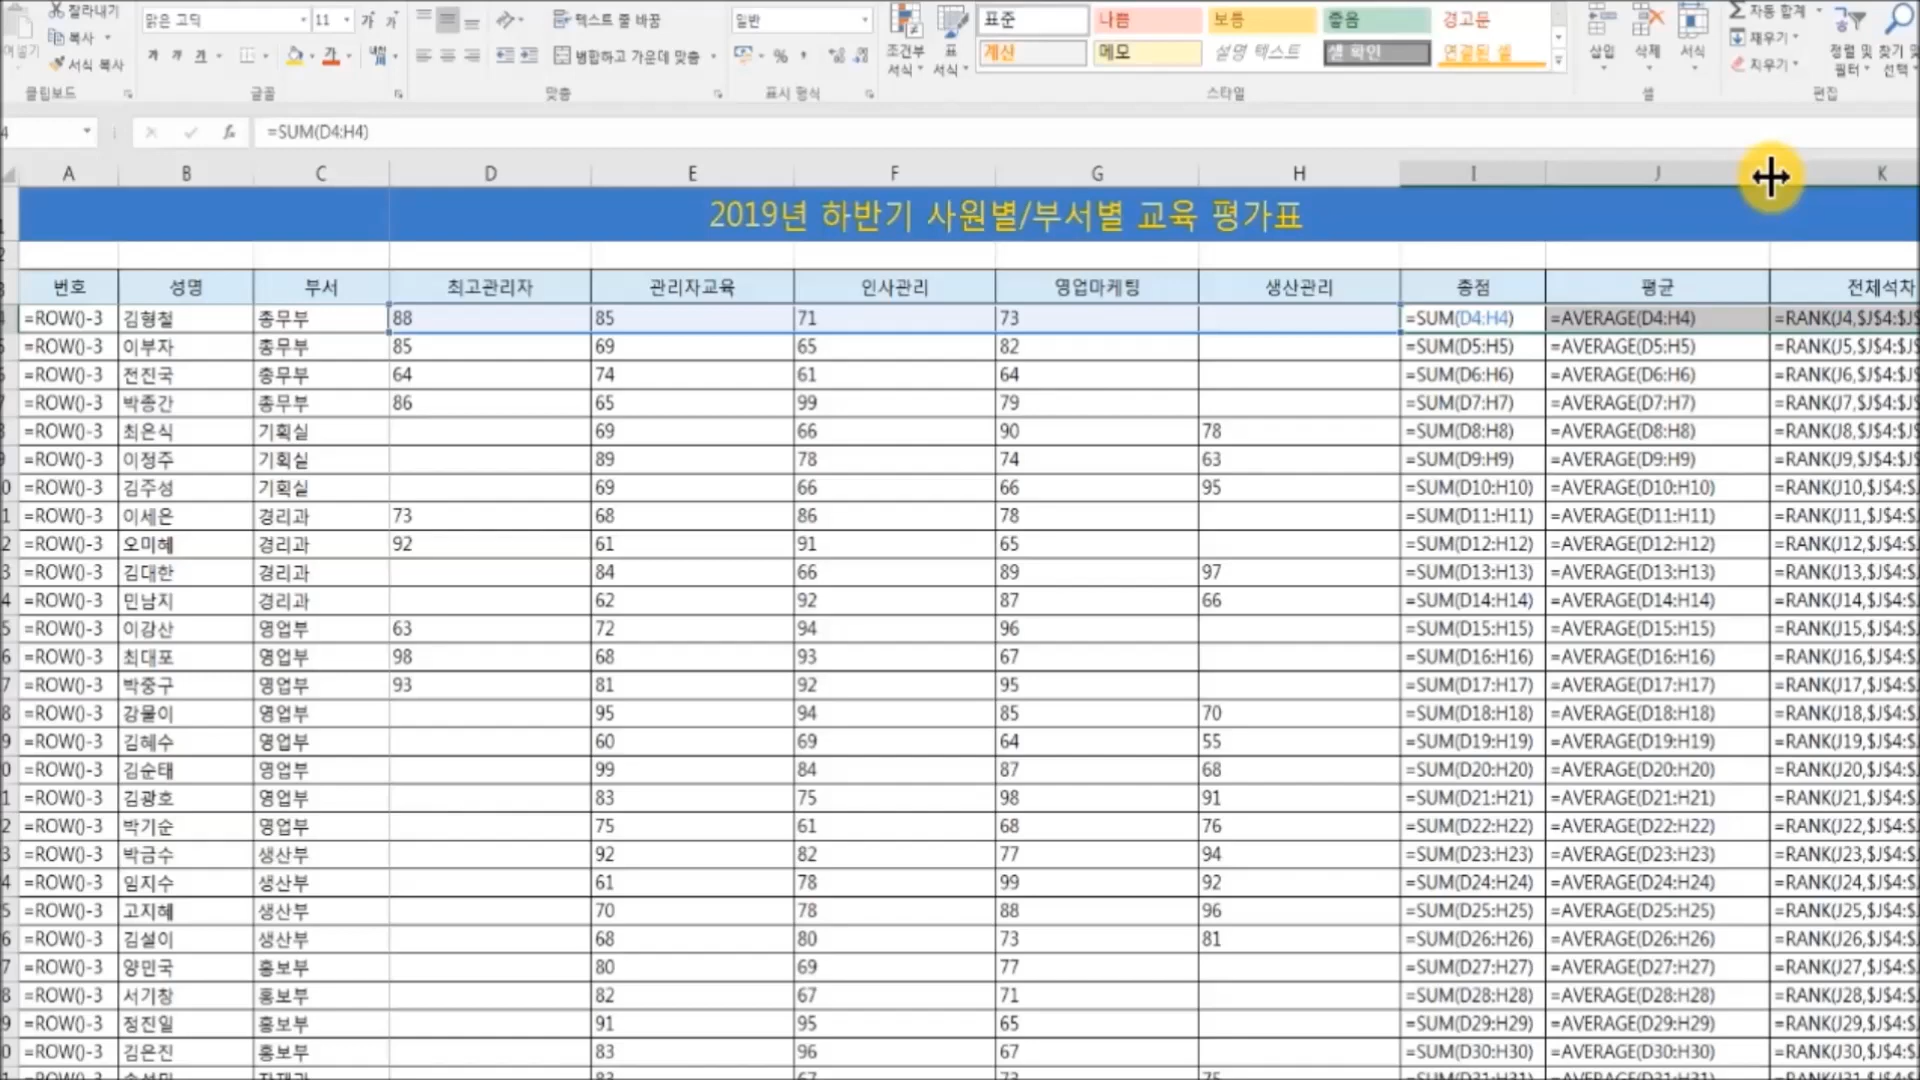 잘라내기
맑은 고딕 11 가 가 텍스트 줄 바꿈 일반 표준 나쁨 보통 좋음 경고문 자동 합계
복사 채우기
가 가 가 병합하고 가운데 맞춤 % , 조건부 표 계산 메모 설명 텍스트 셀 확인 연결된 셀 삽입 삭제 서식 정렬 및 찾기 및
서식 복사 서식 서식 지우기 필터 선택
클립보드 글꼴 맞춤 표시 형식 스타일 셀 편집
4 fx =SUM(D4:H4)
A B C D E F G H I J K
2019년 하반기 사원별/부서별 교육 평가표
번호 성명 부서 최고관리자 관리자교육 인사관리 영업마케팅 생산관리 총점 평균 전체석차
=ROW()-3 김형철 총무부 88 85 71 73 =SUM(D4:H4) =AVERAGE(D4:H4) =RANK(J4,$J$4:$J$
=ROW()-3 이부자 총무부 85 69 65 82 =SUM(D5:H5) =AVERAGE(D5:H5) =RANK(J5,$J$4:$J$
=ROW()-3 전진국 총무부 64 74 61 64 =SUM(D6:H6) =AVERAGE(D6:H6) =RANK(J6,$J$4:$J$
=ROW()-3 박종간 총무부 86 65 99 79 =SUM(D7:H7) =AVERAGE(D7:H7) =RANK(J7,$J$4:$J$
=ROW()-3 최은식 기획실 69 66 90 78 =SUM(D8:H8) =AVERAGE(D8:H8) =RANK(J8,$J$4:$J$
=ROW()-3 이정주 기획실 89 78 74 63 =SUM(D9:H9) =AVERAGE(D9:H9) =RANK(J9,$J$4:$J$
0 =ROW()-3 김주성 기획실 69 66 66 95 =SUM(D10:H10) =AVERAGE(D10:H10) =RANK(J10,$J$4:$
1 =ROW()-3 이세은 경리과 73 68 86 78 =SUM(D11:H11) =AVERAGE(D11:H11) =RANK(J11,$J$4:$
2 =ROW()-3 오미혜 경리과 92 61 91 65 =SUM(D12:H12) =AVERAGE(D12:H12) =RANK(J12,$J$4:$
3 =ROW()-3 김대한 경리과 84 66 89 97 =SUM(D13:H13) =AVERAGE(D13:H13) =RANK(J13,$J$4:$
4 =ROW()-3 민남지 경리과 62 92 87 66 =SUM(D14:H14) =AVERAGE(D14:H14) =RANK(J14,$J$4:$
5 =ROW()-3 이강산 영업부 63 72 94 96 =SUM(D15:H15) =AVERAGE(D15:H15) =RANK(J15,$J$4:$
6 =ROW()-3 최대포 영업부 98 68 93 67 =SUM(D16:H16) =AVERAGE(D16:H16) =RANK(J16,$J$4:$
7 =ROW()-3 박중구 영업부 93 81 92 95 =SUM(D17:H17) =AVERAGE(D17:H17) =RANK(J17,$J$4:$
8 =ROW()-3 강물이 영업부 95 94 85 70 =SUM(D18:H18) =AVERAGE(D18:H18) =RANK(J18,$J$4:$
9 =ROW()-3 김혜수 영업부 60 69 64 55 =SUM(D19:H19) =AVERAGE(D19:H19) =RANK(J19,$J$4:$
0 =ROW()-3 김순태 영업부 99 84 87 68 =SUM(D20:H20) =AVERAGE(D20:H20) =RANK(J20,$J$4:$
1 =ROW()-3 김광호 영업부 83 75 98 91 =SUM(D21:H21) =AVERAGE(D21:H21) =RANK(J21,$J$4:$
2 =ROW()-3 박기순 영업부 75 61 68 76 =SUM(D22:H22) =AVERAGE(D22:H22) =RANK(J22,$J$4:$
3 =ROW()-3 박금수 생산부 92 82 77 94 =SUM(D23:H23) =AVERAGE(D23:H23) =RANK(J23,$J$4:$
4 =ROW()-3 임지수 생산부 61 78 99 92 =SUM(D24:H24) =AVERAGE(D24:H24) =RANK(J24,$J$4:$
5 =ROW()-3 고지혜 생산부 70 78 88 96 =SUM(D25:H25) =AVERAGE(D25:H25) =RANK(J25,$J$4:$
6 =ROW()-3 김설이 생산부 68 80 73 81 =SUM(D26:H26) =AVERAGE(D26:H26) =RANK(J26,$J$4:$
7 =ROW()-3 양민국 홍보부 80 69 77 =SUM(D27:H27) =AVERAGE(D27:H27) =RANK(J27,$J$4:$
8 =ROW()-3 서기창 홍보부 82 67 71 =SUM(D28:H28) =AVERAGE(D28:H28) =RANK(J28,$J$4:$
9 =ROW()-3 정진일 홍보부 91 95 65 =SUM(D29:H29) =AVERAGE(D29:H29) =RANK(J29,$J$4:$
0 =ROW()-3 김은진 홍보부 83 96 67 =SUM(D30:H30) =AVERAGE(D30:H30) =RANK(J30,$J$4:$